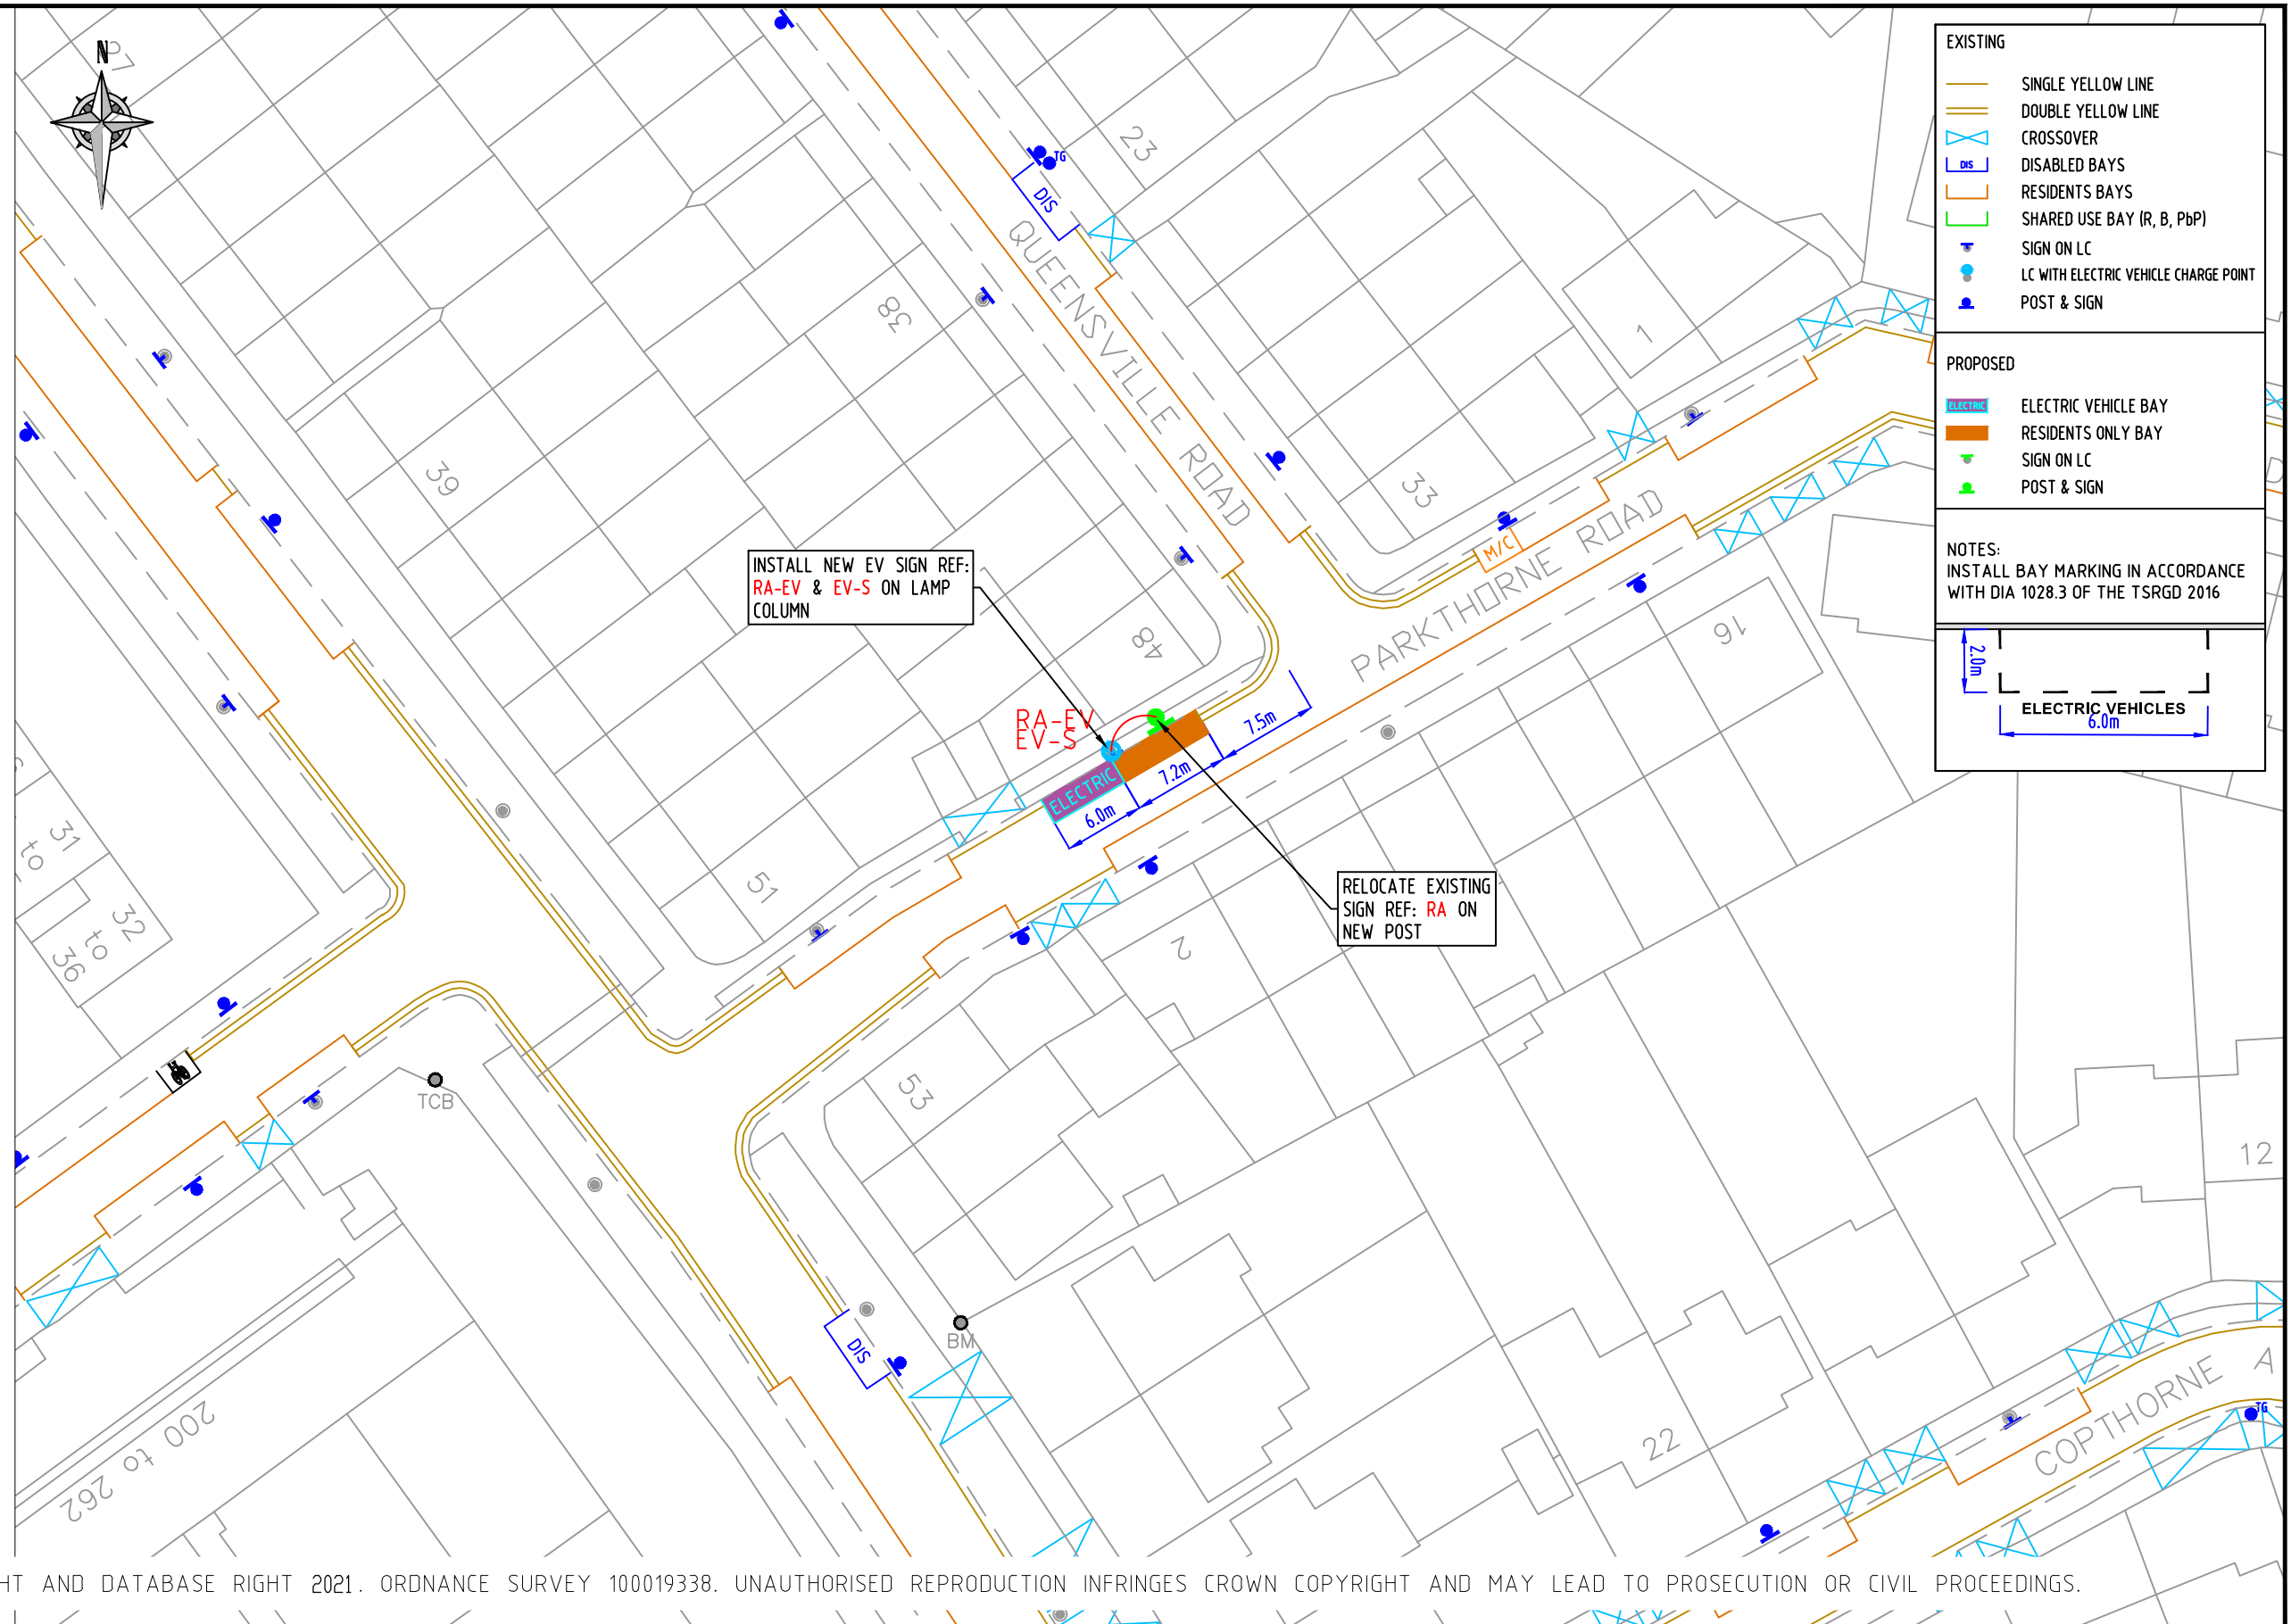 N
27
23
TG
DIS
QUEENSVILLE ROAD
38
39
33
1
M/C
PARKTHORNE ROAD
16
48
INSTALL NEW EV SIGN REF:
RA-EV & EV-S ON LAMP
COLUMN
RA-EV
EV-S
ELECTRIC
6.0m
7.2m
7.5m
RELOCATE EXISTING
SIGN REF: RA ON
NEW POST
51
2
31
to
32
to
36
53
TCB
BM
DIS
200 to 262
22
12
COPTHORNE A
TG
EXISTING
SINGLE YELLOW LINE
DOUBLE YELLOW LINE
CROSSOVER
DIS
DISABLED BAYS
RESIDENTS BAYS
SHARED USE BAY (R, B, PbP)
SIGN ON LC
LC WITH ELECTRIC VEHICLE CHARGE POINT
POST & SIGN
PROPOSED
ELECTRIC
ELECTRIC VEHICLE BAY
RESIDENTS ONLY BAY
SIGN ON LC
POST & SIGN
NOTES:
INSTALL BAY MARKING IN ACCORDANCE
WITH DIA 1028.3 OF THE TSRGD 2016
2.0m
ELECTRIC VEHICLES
6.0m
HT AND DATABASE RIGHT 2021. ORDNANCE SURVEY 100019338. UNAUTHORISED REPRODUCTION INFRINGES CROWN COPYRIGHT AND MAY LEAD TO PROSECUTION OR CIVIL PROCEEDINGS.